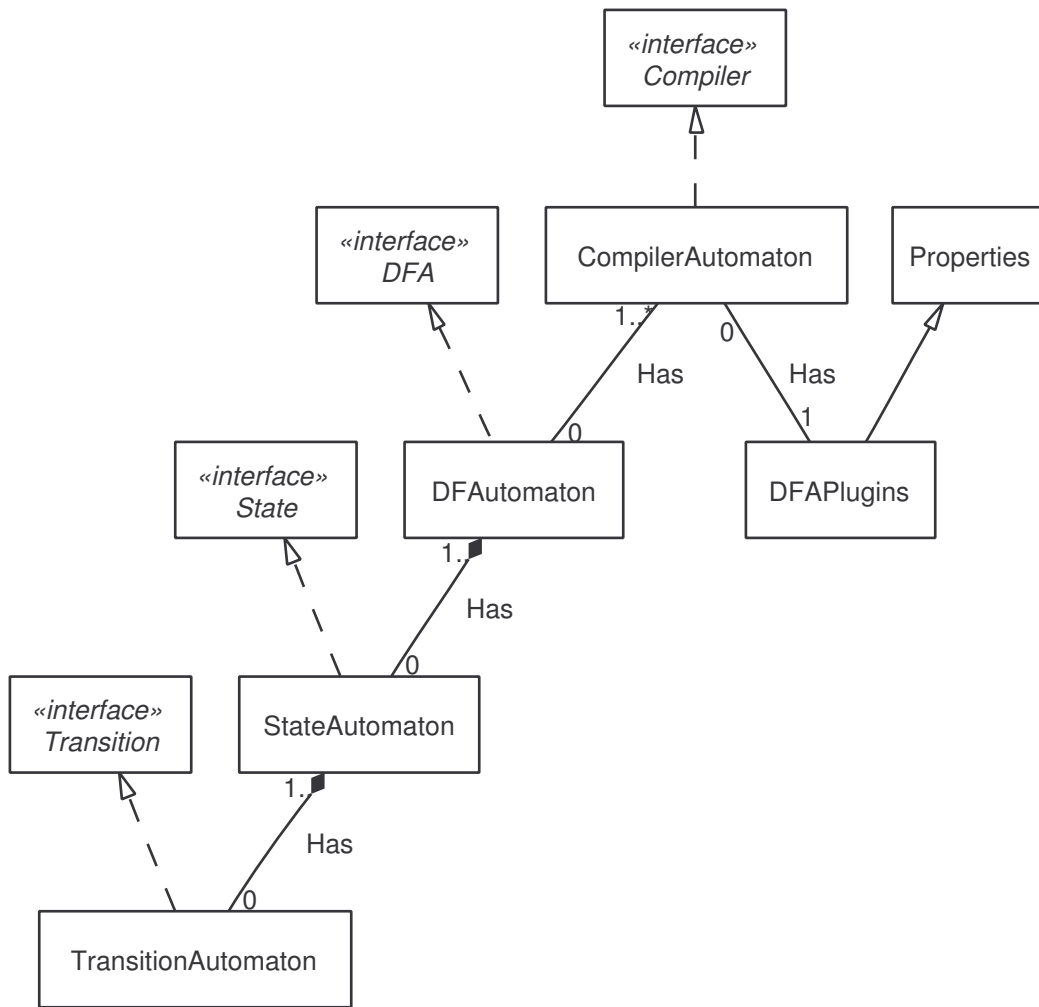 «interface»
Compiler
«interface»
DFA
CompilerAutomaton
Properties
1..*
0
Has
Has
0
1
«interface»
State
DFAutomaton
DFAPlugins
1..
Has
0
«interface»
Transition
StateAutomaton
1..
Has
0
TransitionAutomaton